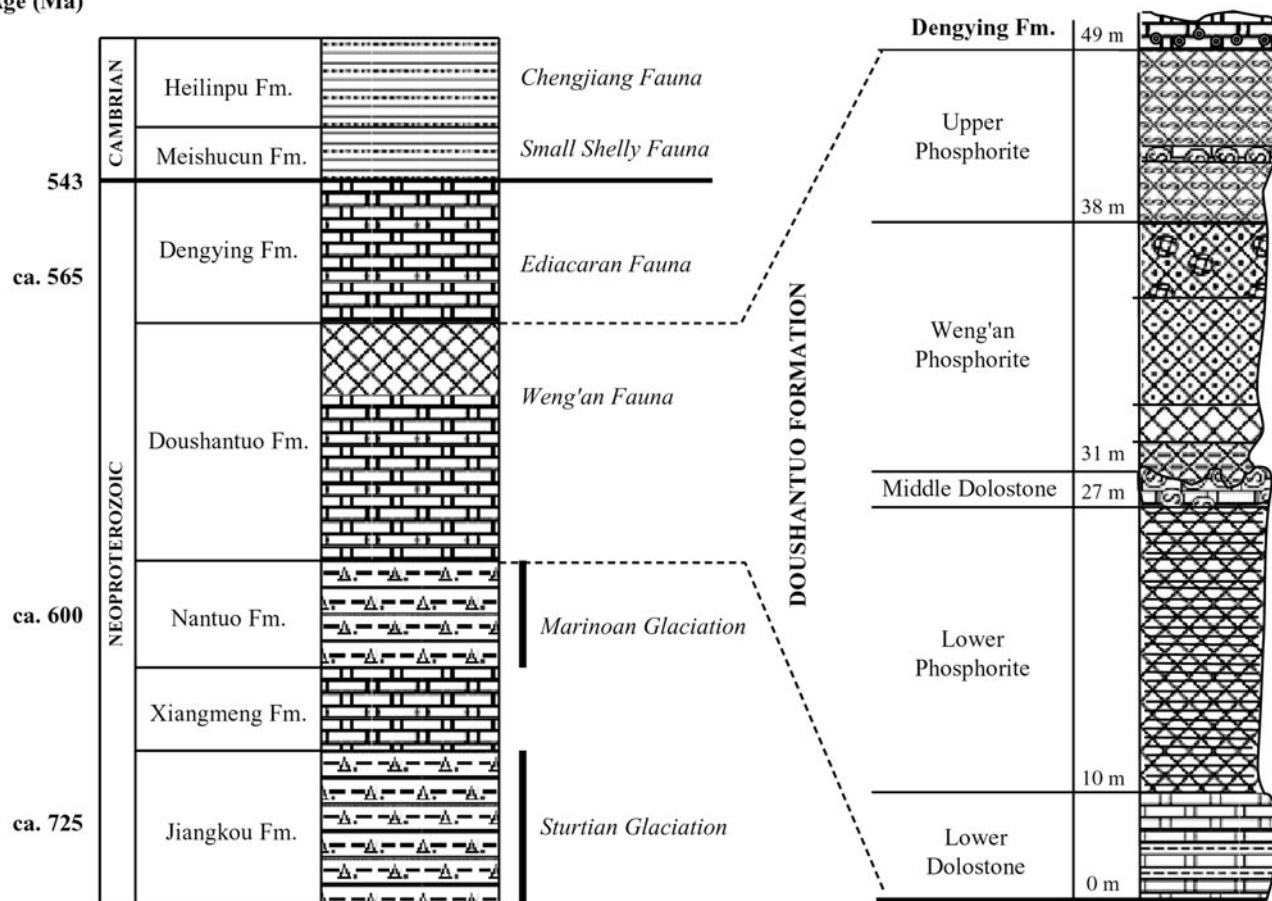 Age (Ma)
CAMBRIAN
Heilinpu Fm.
Chengjiang Fauna
Meishucun Fm.
Small Shelly Fauna
543
NEOPROTEROZOIC
Dengying Fm.
ca. 565
Ediacaran Fauna
Doushantuo Fm.
Weng'an Fauna
ca. 600
Nantuo Fm.
Marinoan Glaciation
Xiangmeng Fm.
ca. 725
Jiangkou Fm.
Sturtian Glaciation
DOUSHANTUO FORMATION
Dengying Fm.
49 m
Upper
Phosphorite
38 m
Weng'an
Phosphorite
31 m
Middle Dolostone
27 m
Lower
Phosphorite
10 m
Lower
Dolostone
0 m